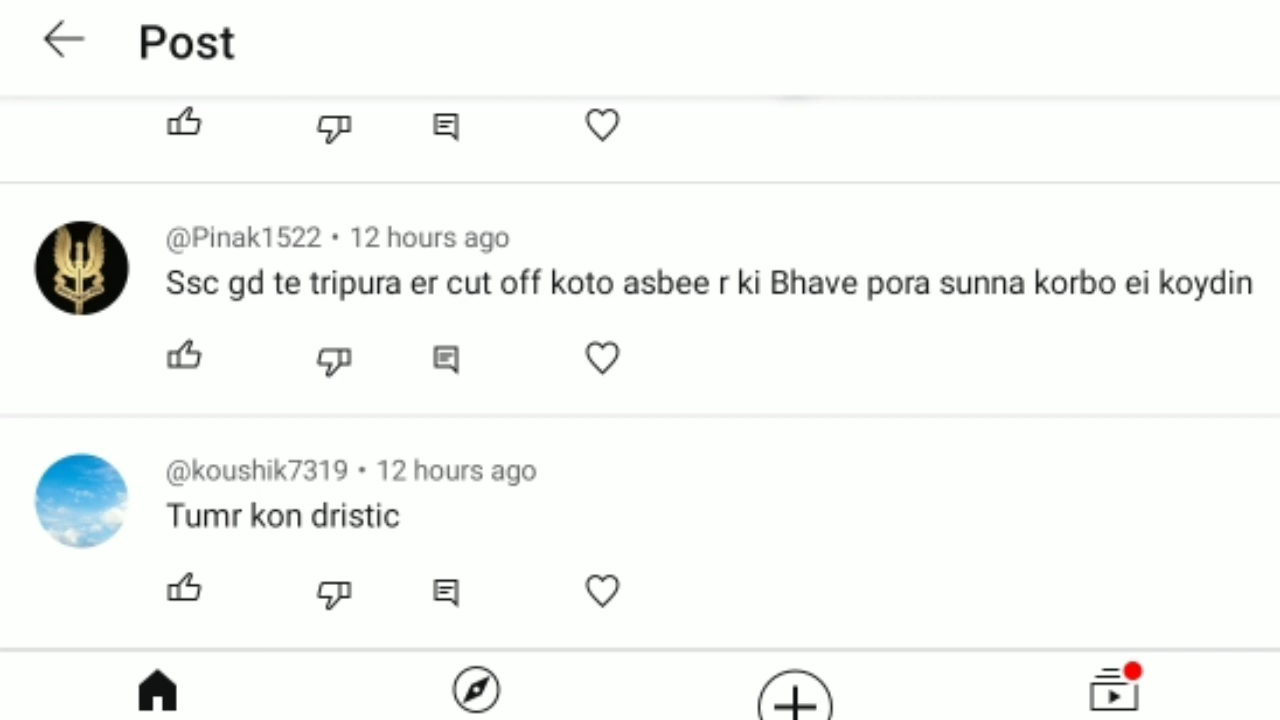 Post
@Pinak1522 • 12 hours ago
Ssc gd te tripura er cut off koto asbee r ki Bhave pora sunna korbo ei koydin
@koushik7319 • 12 hours ago
Tumr kon dristic